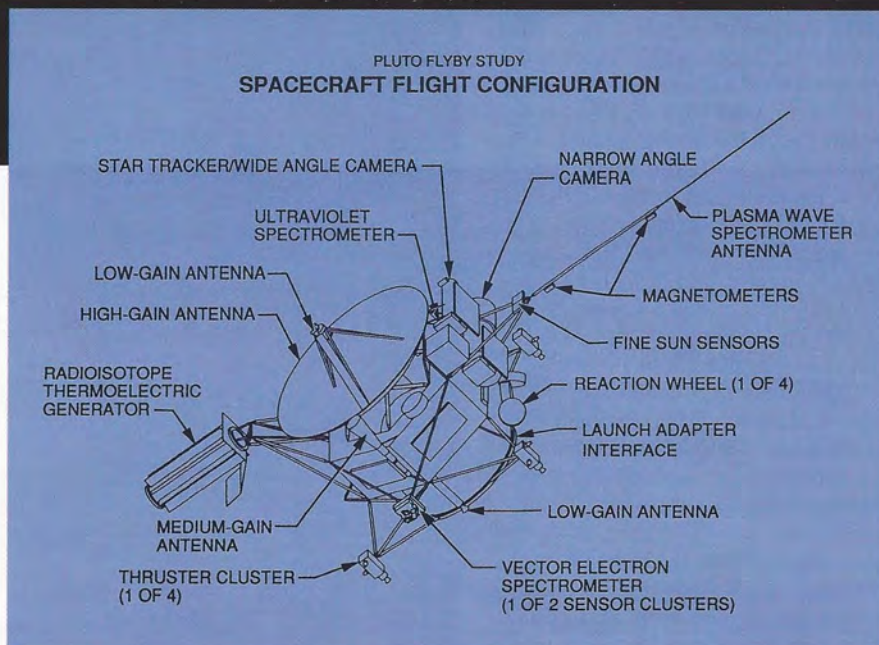 PLUTO FLYBY STUDY
SPACECRAFT FLIGHT CONFIGURATION
STAR TRACKER/WIDE ANGLE CAMERA
NARROW ANGLE
CAMERA
ULTRAVIOLET
SPECTROMETER
PLASMA WAVE
SPECTROMETER
ANTENNA
LOW-GAIN ANTENNA
MAGNETOMETERS
HIGH-GAIN ANTENNA
FINE SUN SENSORS
RADIOISOTOPE
THERMOELECTRIC
GENERATOR
REACTION WHEEL (1 OF 4)
LAUNCH ADAPTER
INTERFACE
MEDIUM-GAIN
ANTENNA
LOW-GAIN ANTENNA
THRUSTER CLUSTER
(1 OF 4)
VECTOR ELECTRON
SPECTROMETER
(1 OF 2 SENSOR CLUSTERS)